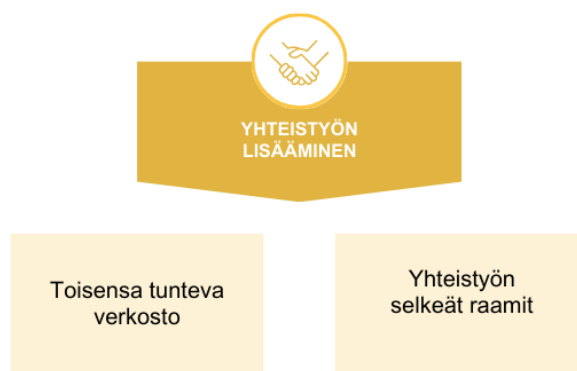 YHTEISTYÖN
LISÄÄMINEN
Toisensa tunteva
verkosto
Yhteistyön
selkeät raamit